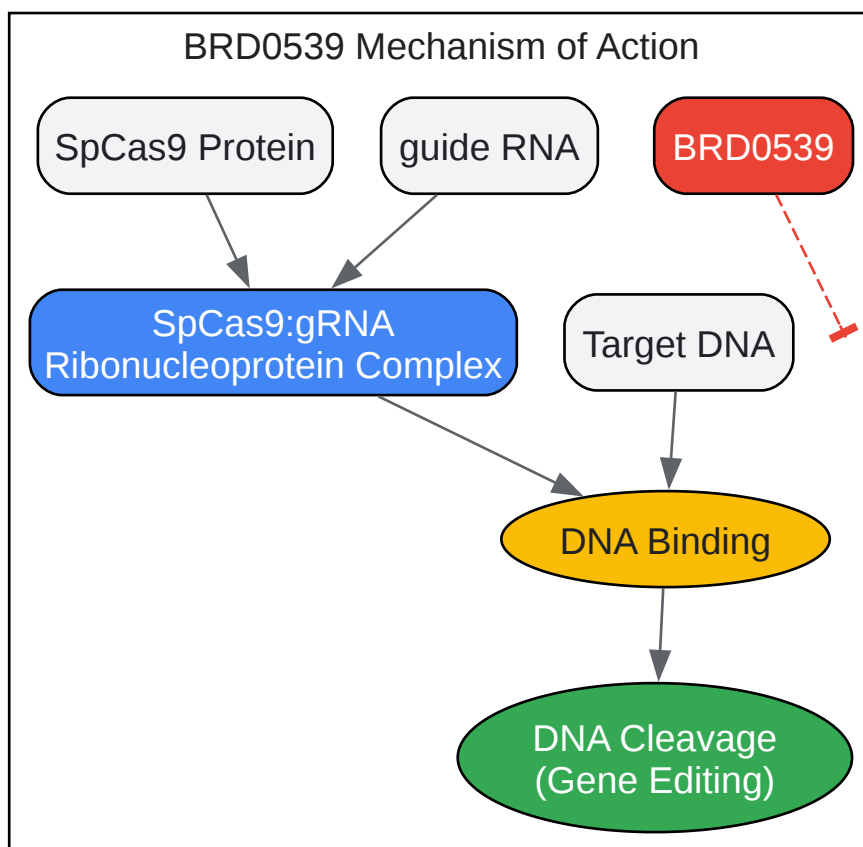 BRD0539 Mechanism of Action
SpCas9 Protein
guide RNA
BRD0539
SpCas9:gRNA
Ribonucleoprotein Complex
Target DNA
DNA Binding
DNA Cleavage
(Gene Editing)